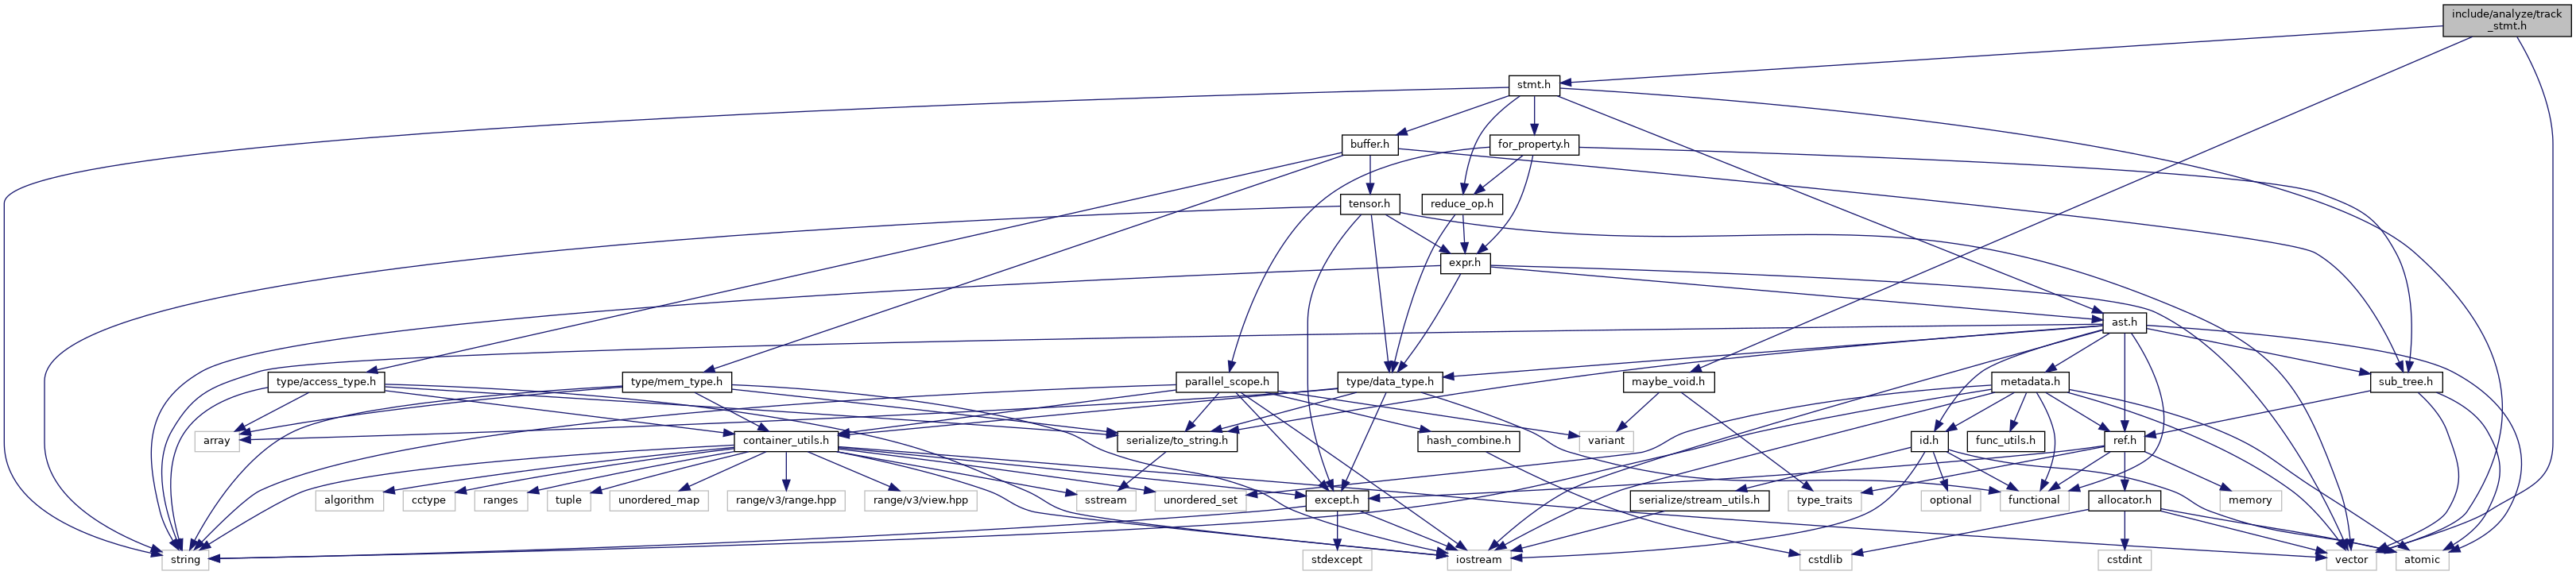 include/analyze/track
_stmt.h
stmt.h
buffer.h
for_property.h
tensor.h
reduce_op.h
expr.h
ast.h
type/access_type.h
type/mem_type.h
parallel_scope.h
type/data_type.h
maybe_void.h
metadata.h
sub_tree.h
array
container_utils.h
serialize/to_string.h
hash_combine.h
variant
id.h
func_utils.h
ref.h
algorithm
cctype
ranges
tuple
unordered_map
range/v3/range.hpp
range/v3/view.hpp
sstream
unordered_set
except.h
serialize/stream_utils.h
type_traits
optional
functional
allocator.h
memory
string
stdexcept
iostream
cstdlib
cstdint
vector
atomic